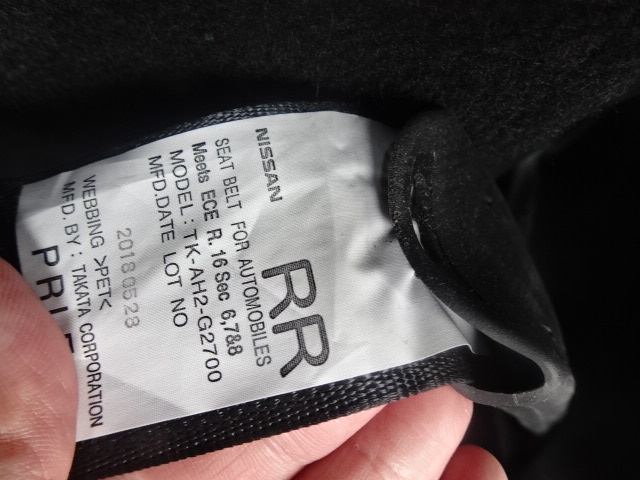 NISSAN
SEAT BELT FOR AUTOMOBILES
Meets ECE R. 16 Sec 6,7&8
MODEL: TK-AH2-G2700
MFD.DATE LOT NO
20180528
WEBBING >PET<
MFD.BY: TAKATA CORPORATION
RR